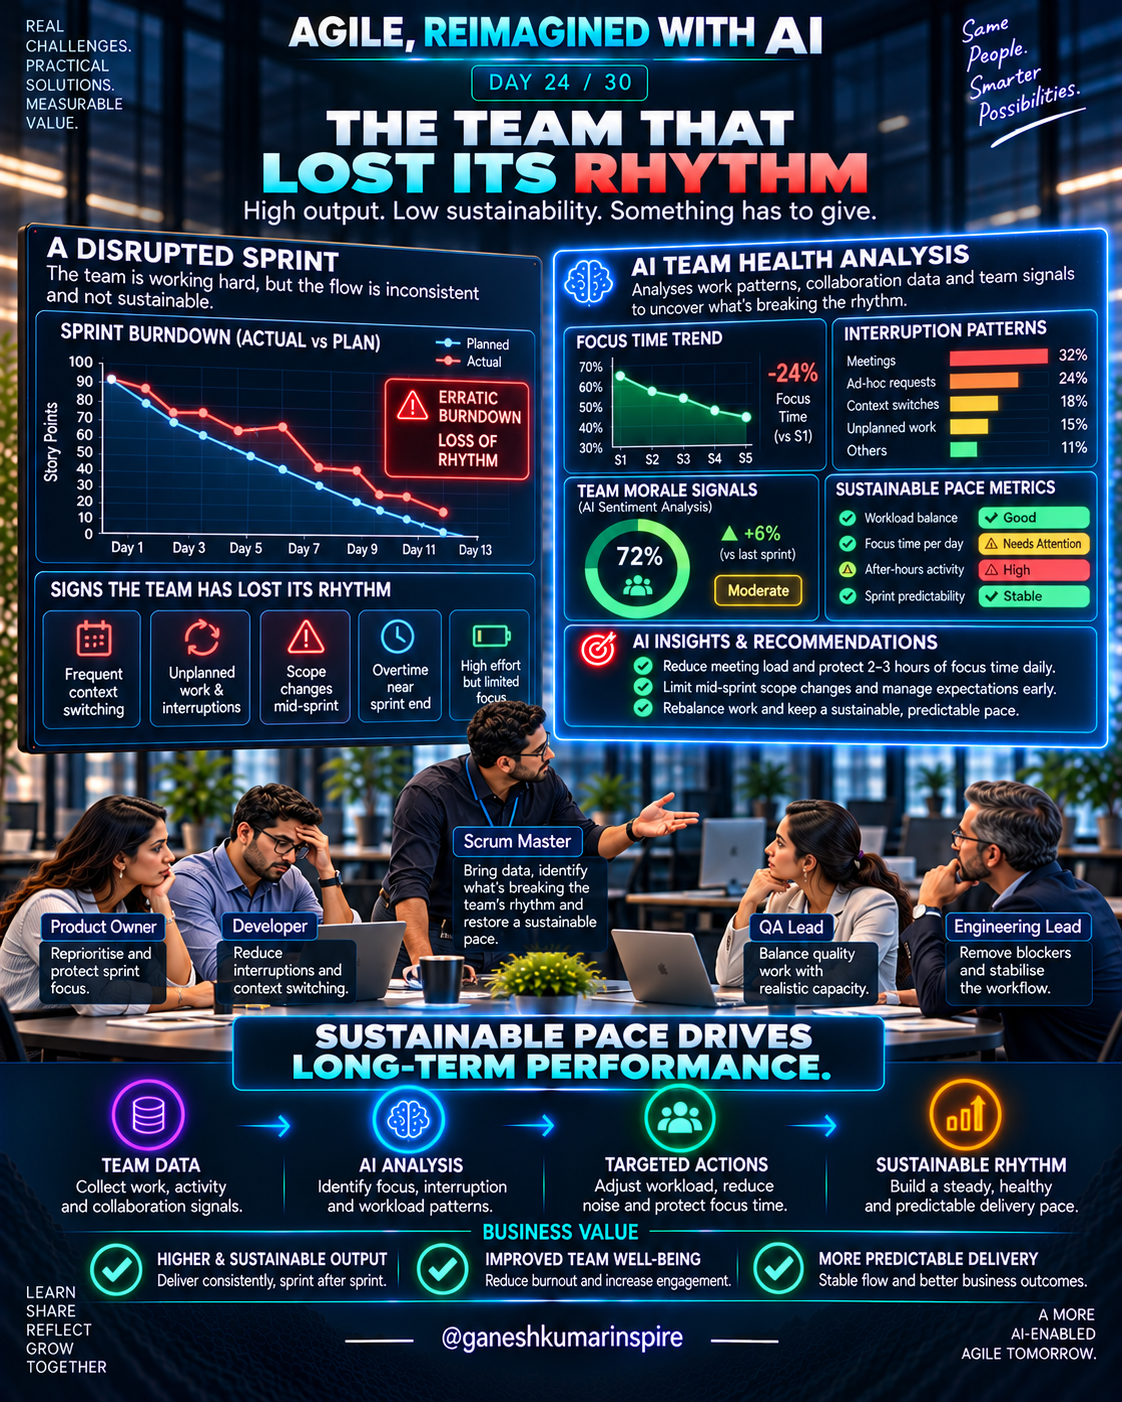 REAL
CHALLENGES.
PRACTICAL
SOLUTIONS.
MEASURABLE
VALUE.
AGILE, REIMAGINED WITH AI
DAY 24 / 30
Same
People.
Smarter
Possibilities.
THE TEAM THAT
LOST ITS RHYTHM
High output. Low sustainability. Something has to give.
A DISRUPTED SPRINT
The team is working hard, but the flow is inconsistent
and not sustainable.
SPRINT BURNDOWN (ACTUAL vs PLAN)
Planned
Actual
Story Points
100
90
80
70
60
50
40
30
20
10
0
Day 1
Day 3
Day 5
Day 7
Day 9
Day 11
Day 13
ERRATIC
BURNDOWN
LOSS OF
RHYTHM
SIGNS THE TEAM HAS LOST ITS RHYTHM
Frequent
context
switching
Unplanned
work &
interruptions
Scope
changes
mid-sprint
Overtime
near
sprint end
High effort
but limited
focus
AI TEAM HEALTH ANALYSIS
Analyses work patterns, collaboration data and team signals
to uncover what's breaking the rhythm.
FOCUS TIME TREND
70%
60%
50%
40%
30%
S1
S2
S3
S4
S5
-24%
Focus
Time
(vs S1)
INTERRUPTION PATTERNS
Meetings 32%
Ad-hoc requests 24%
Context switches 18%
Unplanned work 15%
Others 11%
TEAM MORALE SIGNALS
(AI Sentiment Analysis)
72%
+6%
(vs last sprint)
Moderate
SUSTAINABLE PACE METRICS
Workload balance Good
Focus time per day Needs Attention
After-hours activity High
Sprint predictability Stable
AI INSIGHTS & RECOMMENDATIONS
Reduce meeting load and protect 2–3 hours of focus time daily.
Limit mid-sprint scope changes and manage expectations early.
Rebalance work and keep a sustainable, predictable pace.
Product Owner
Reprioritise and
protect sprint
focus.
Developer
Reduce
interruptions and
context switching.
Scrum Master
Bring data, identify
what's breaking the
team's rhythm and
restore a sustainable
pace.
QA Lead
Balance quality
work with
realistic capacity.
Engineering Lead
Remove blockers
and stabilise
the workflow.
SUSTAINABLE PACE DRIVES
LONG-TERM PERFORMANCE.
TEAM DATA
Collect work, activity
and collaboration signals.
AI ANALYSIS
Identify focus, interruption
and workload patterns.
TARGETED ACTIONS
Adjust workload, reduce
noise and protect focus time.
SUSTAINABLE RHYTHM
Build a steady, healthy
and predictable delivery pace.
BUSINESS VALUE
HIGHER & SUSTAINABLE OUTPUT
Deliver consistently, sprint after sprint.
IMPROVED TEAM WELL-BEING
Reduce burnout and increase engagement.
MORE PREDICTABLE DELIVERY
Stable flow and better business outcomes.
LEARN
SHARE
REFLECT
GROW
TOGETHER
@ganeshkumarinspire
A MORE
AI-ENABLED
AGILE TOMORROW.